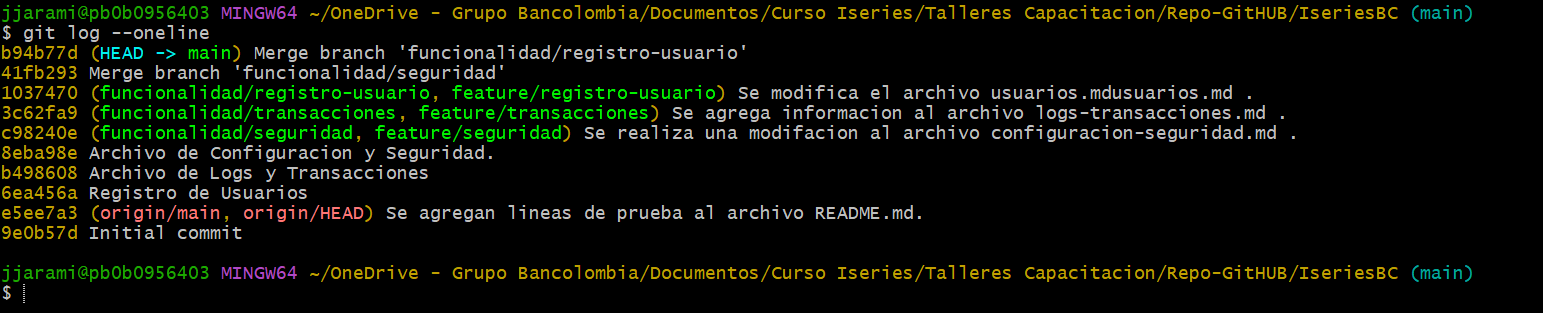 jjarami@pb0b0956403 MINGW64 ~/OneDrive - Grupo Bancolombia/Documentos/Curso Iseries/Talleres Capacitacion/Repo-GitHUB/IseriesBC (main)
$ git log --oneline
b94b77d (HEAD -> main) Merge branch 'funcionalidad/registro-usuario'
41fb293 Merge branch 'funcionalidad/seguridad'
1037470 (funcionalidad/registro-usuario, feature/registro-usuario) Se modifica el archivo usuarios.mdusuarios.md .
3c62fa9 (funcionalidad/transacciones, feature/transacciones) Se agrega informacion al archivo logs-transacciones.md .
c98240e (funcionalidad/seguridad, feature/seguridad) Se realiza una modifacion al archivo configuracion-seguridad.md .
8eba98e Archivo de Configuracion y Seguridad.
b498608 Archivo de Logs y Transacciones
6ea456a Registro de Usuarios
e5ee7a3 (origin/main, origin/HEAD) Se agregan lineas de prueba al archivo README.md.
9e0b57d Initial commit
jjarami@pb0b0956403 MINGW64 ~/OneDrive - Grupo Bancolombia/Documentos/Curso Iseries/Talleres Capacitacion/Repo-GitHUB/IseriesBC (main)
$